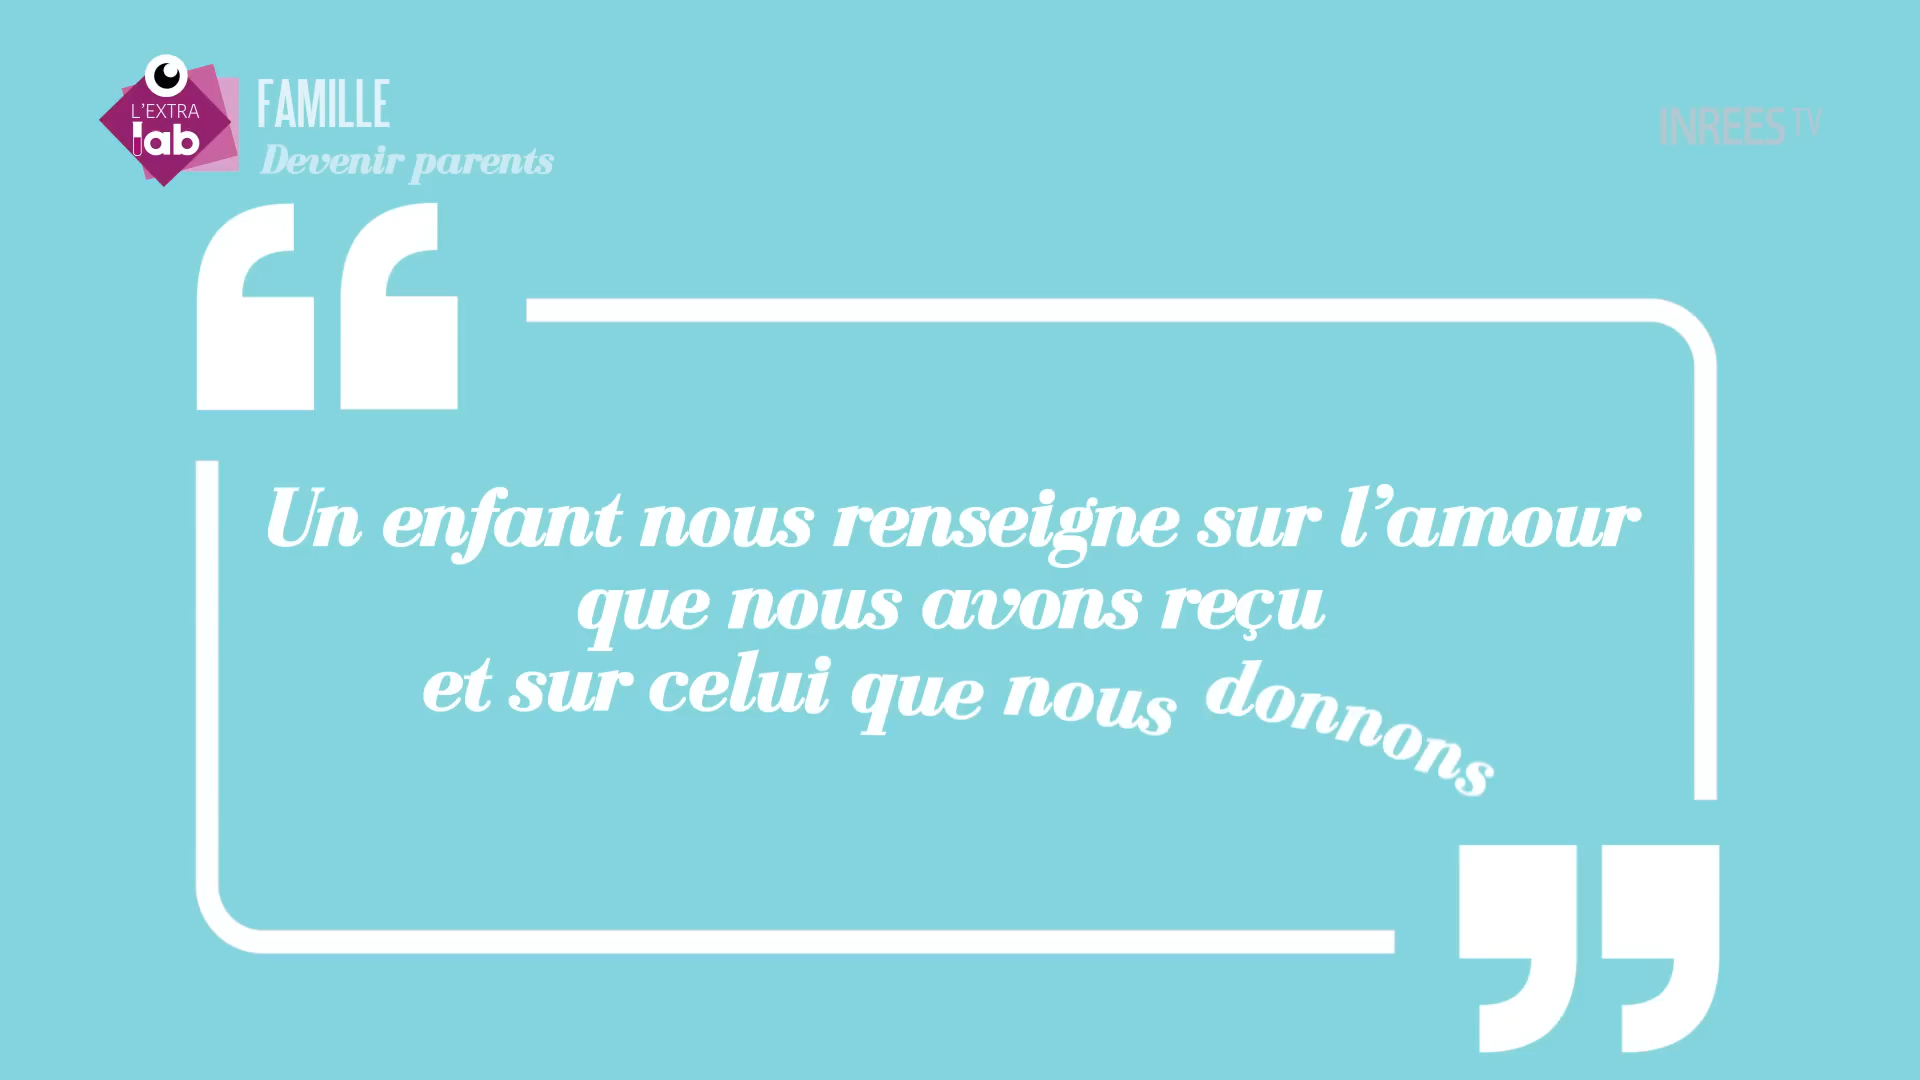 L'EXTRA
lab
FAMILLE
Devenir parents
INREES TV
“
Un enfant nous renseigne sur l’amour
que nous avons reçu
et sur celui que nous donnons
”